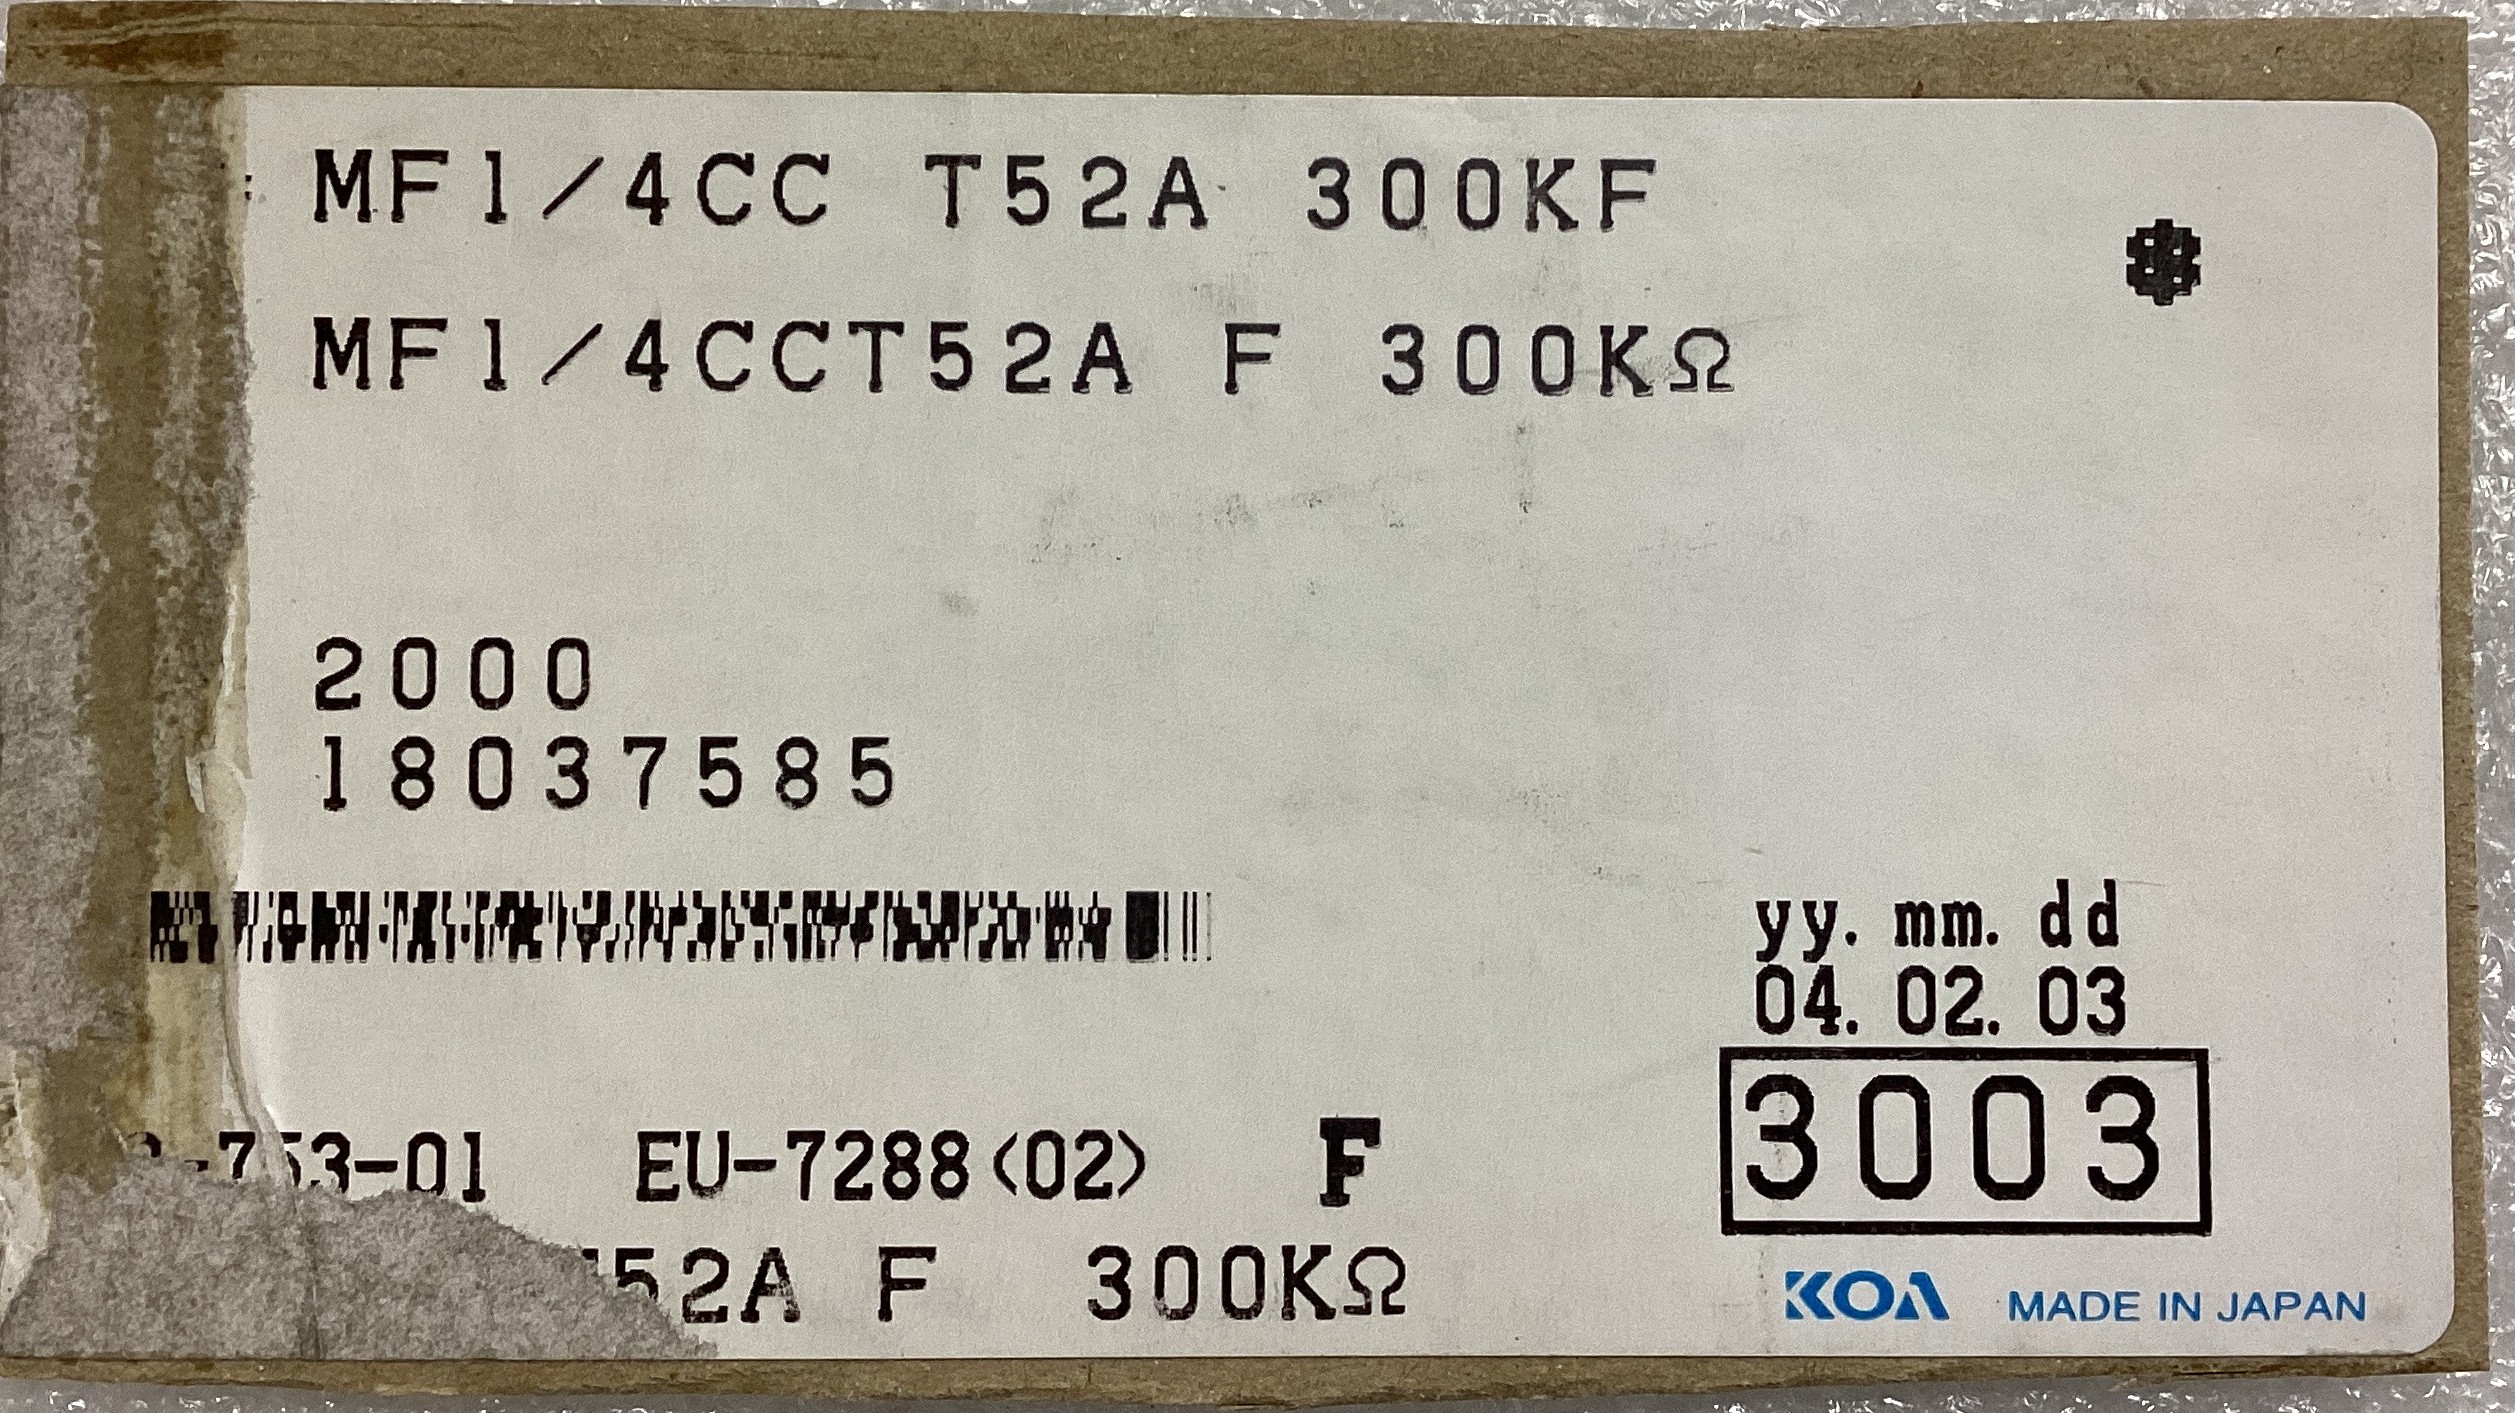 MF1/4CC T52A 300KF
MF1/4CCT52A F 300KΩ
2000
18037585
yy. mm. dd
04. 02. 03
3003
753-01 EU-7288(02) F
52A F 300KΩ
KOA MADE IN JAPAN